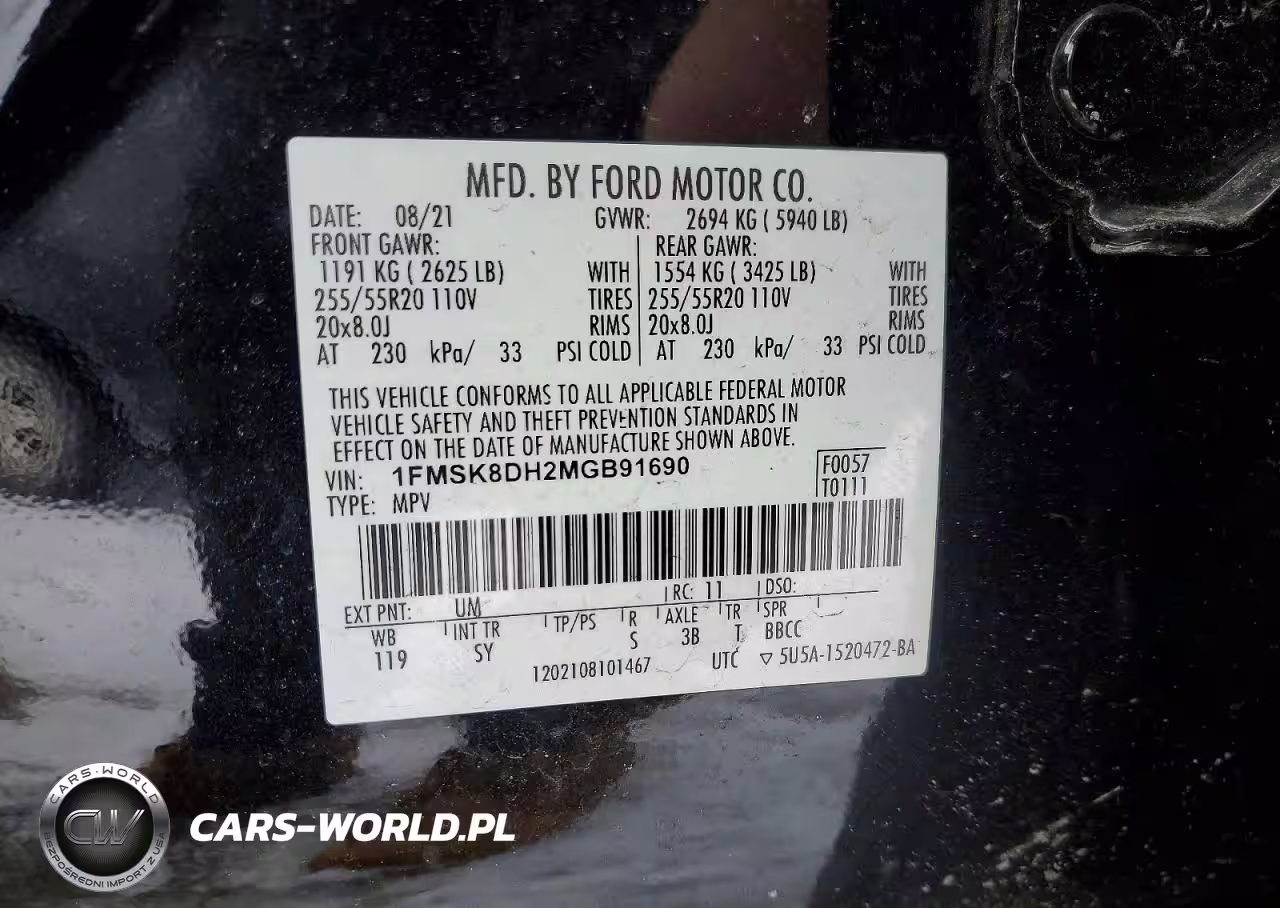 MFD. BY FORD MOTOR CO.
DATE: 08/21 GVWR: 2694 KG ( 5940 LB)
FRONT GAWR: REAR GAWR:
1191 KG ( 2625 LB) WITH 1554 KG ( 3425 LB) WITH
255/55R20 110V TIRES 255/55R20 110V TIRES
20x8.0J RIMS 20x8.0J RIMS
AT 230 kPa/ 33 PSI COLD AT 230 kPa/ 33 PSI COLD
THIS VEHICLE CONFORMS TO ALL APPLICABLE FEDERAL MOTOR
VEHICLE SAFETY AND THEFT PREVENTION STANDARDS IN
EFFECT ON THE DATE OF MANUFACTURE SHOWN ABOVE.
VIN: 1FMSK8DH2MGB91690 F0057
TYPE: MPV T0111
EXT PNT: UM RC: 11 DSO:
WB INT TR TP/PS R AXLE TR SPR
119 SY S 3B T BBCC
1202108101467 UTC ▽ 5U5A-1520472-BA
CARS-WORLD
CW
BEZPOŚREDNI IMPORT Z USA
CARS-WORLD.PL